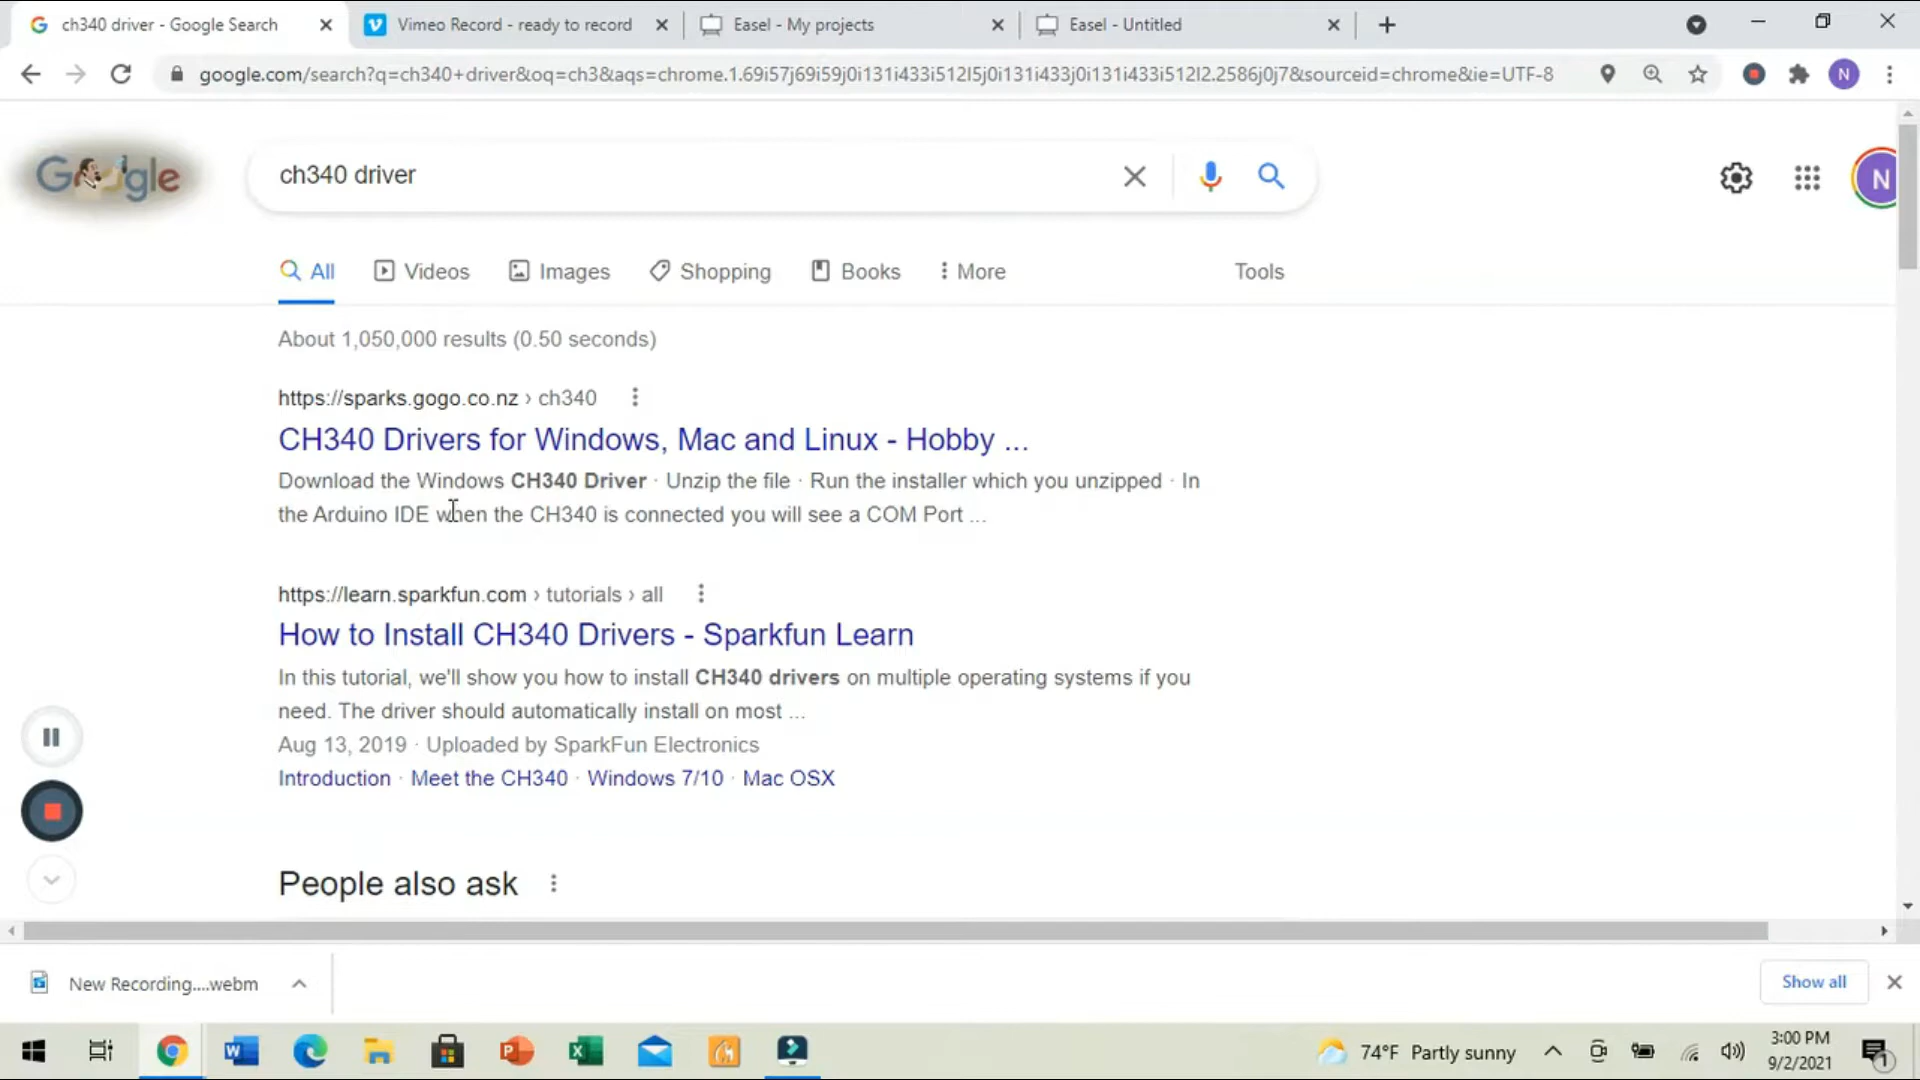 ch340 driver - Google Search
Vimeo Record - ready to record
Easel - My projects
Easel - Untitled
google.com/search?q=ch340+driver&oq=ch3&aqs=chrome.1.69i57j69i59j0i131i433i512l5j0i131i433j0i131i433i512l2.2586j0j7&sourceid=chrome&ie=UTF-8
N
Google
ch340 driver
N
All
Videos
Images
Shopping
Books
More
Tools
About 1,050,000 results (0.50 seconds)
https://sparks.gogo.co.nz › ch340
CH340 Drivers for Windows, Mac and Linux - Hobby ...
Download the Windows CH340 Driver · Unzip the file · Run the installer which you unzipped · In
the Arduino IDE when the CH340 is connected you will see a COM Port ...
https://learn.sparkfun.com › tutorials › all
How to Install CH340 Drivers - Sparkfun Learn
In this tutorial, we'll show you how to install CH340 drivers on multiple operating systems if you
need. The driver should automatically install on most ...
Aug 13, 2019 · Uploaded by SparkFun Electronics
Introduction · Meet the CH340 · Windows 7/10 · Mac OSX
People also ask
New Recording....webm
Show all
74°F Partly sunny
3:00 PM
9/2/2021
1